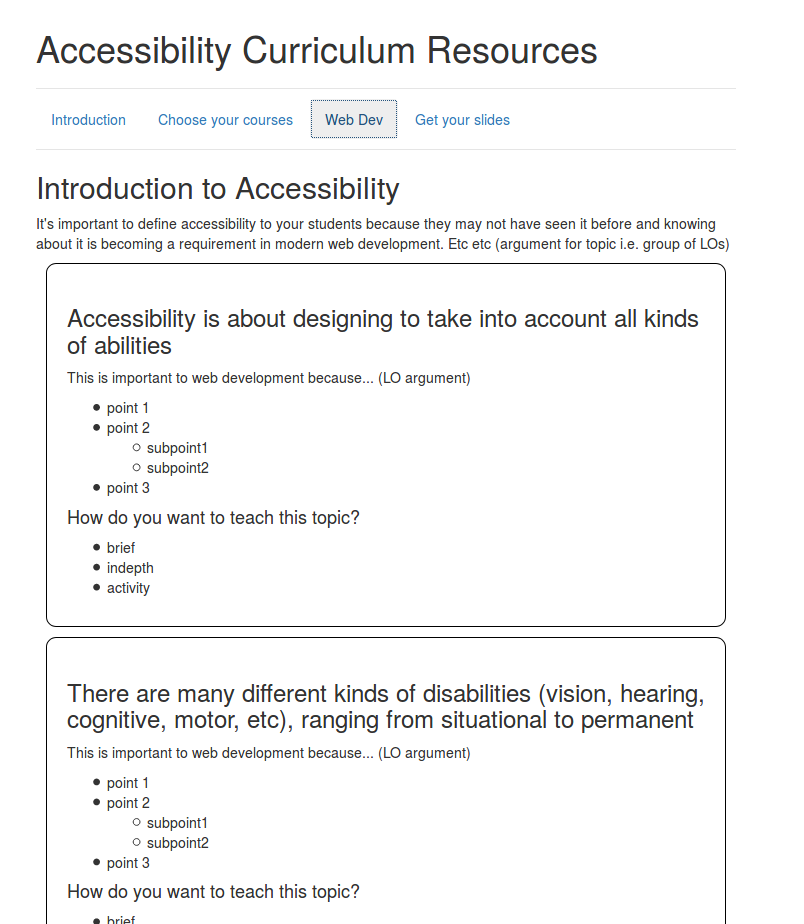 Accessibility Curriculum Resources
Introduction Choose your courses Web Dev Get your slides
Introduction to Accessibility
It's important to define accessibility to your students because they may not have seen it before and knowing
about it is becoming a requirement in modern web development. Etc etc (argument for topic i.e. group of LOs)
Accessibility is about designing to take into account all kinds
of abilities
This is important to web development because... (LO argument)
point 1
point 2
subpoint1
subpoint2
point 3
How do you want to teach this topic?
brief
indepth
activity
There are many different kinds of disabilities (vision, hearing,
cognitive, motor, etc), ranging from situational to permanent
This is important to web development because... (LO argument)
point 1
point 2
subpoint1
subpoint2
point 3
How do you want to teach this topic?
brief